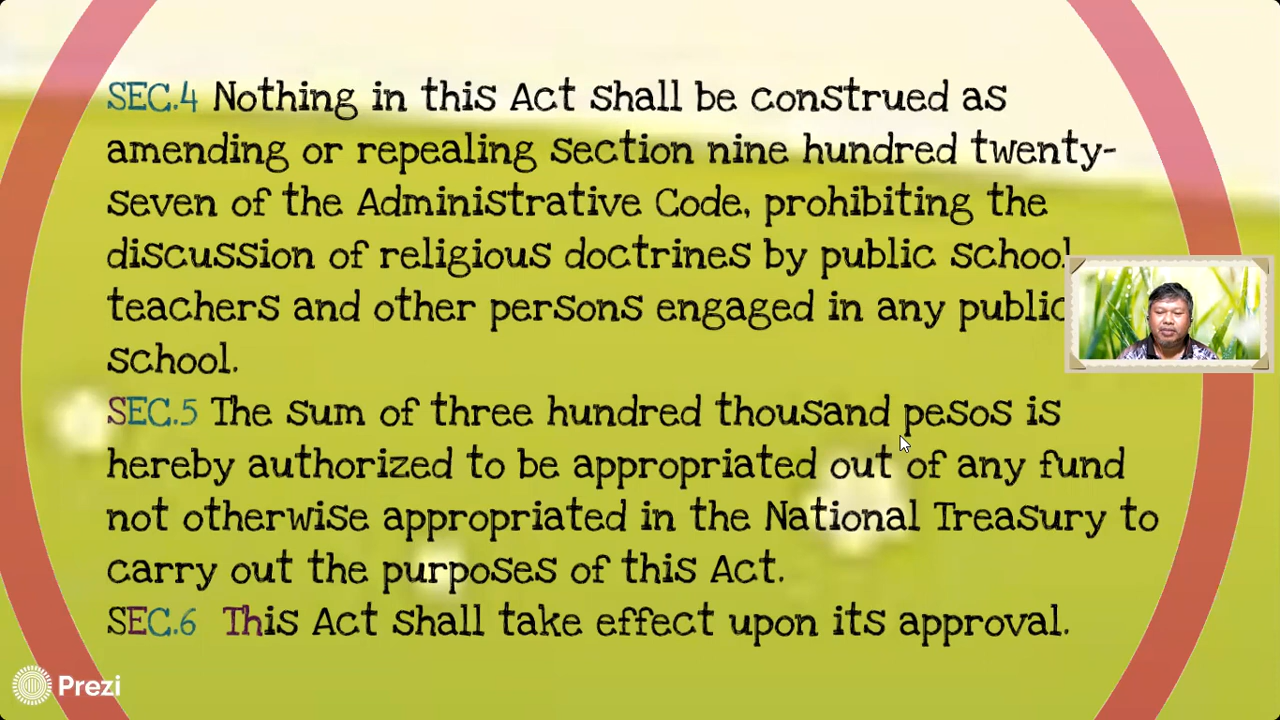 SEC.4 Nothing in this Act shall be construed as
amending or repealing section nine hundred twenty-
seven of the Administrative Code, prohibiting the
discussion of religious doctrines by public school
teachers and other persons engaged in any public
school.
SEC.5 The sum of three hundred thousand pesos is
hereby authorized to be appropriated out of any fund
not otherwise appropriated in the National Treasury to
carry out the purposes of this Act.
SEC.6 This Act shall take effect upon its approval.
Prezi